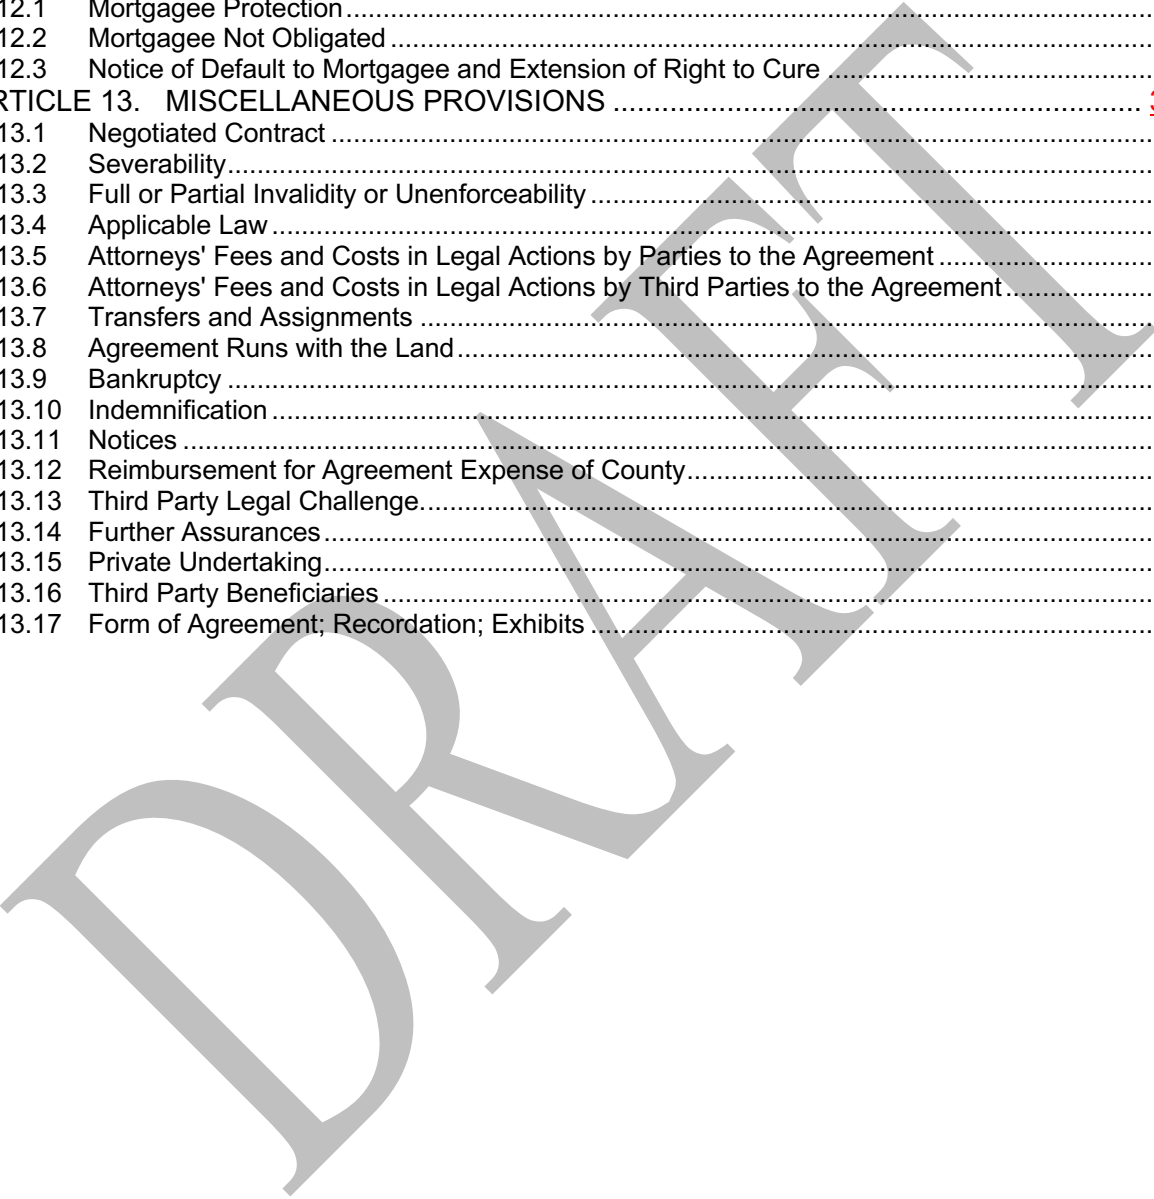 12.1 Mortgagee Protection
12.2 Mortgagee Not Obligated
12.3 Notice of Default to Mortgagee and Extension of Right to Cure
RTICLE 13. MISCELLANEOUS PROVISIONS
13.1 Negotiated Contract
13.2 Severability
13.3 Full or Partial Invalidity or Unenforceability
13.4 Applicable Law
13.5 Attorneys' Fees and Costs in Legal Actions by Parties to the Agreement
13.6 Attorneys' Fees and Costs in Legal Actions by Third Parties to the Agreement
13.7 Transfers and Assignments
13.8 Agreement Runs with the Land
13.9 Bankruptcy
13.10 Indemnification
13.11 Notices
13.12 Reimbursement for Agreement Expense of County
13.13 Third Party Legal Challenge
13.14 Further Assurances
13.15 Private Undertaking
13.16 Third Party Beneficiaries
13.17 Form of Agreement; Recordation; Exhibits
DRAFT